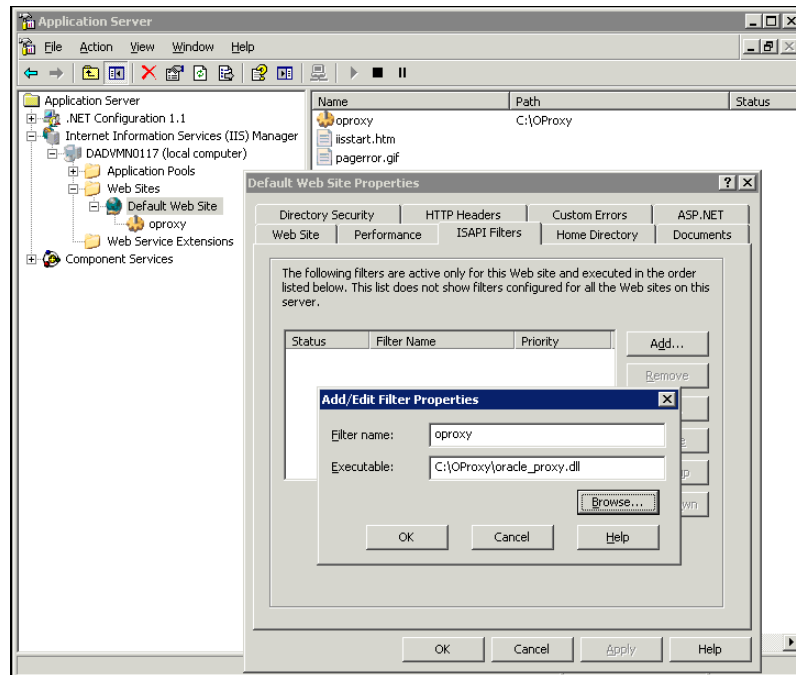 Application Server
File Action View Window Help
Application Server
.NET Configuration 1.1
Internet Information Services (IIS) Manager
DADVMN0117 (local computer)
Application Pools
Web Sites
Default Web Site
oproxy
Web Service Extensions
Component Services
Name Path Status
oproxy C:\OProxy
iisstart.htm
pagerror.gif
Default Web Site Properties
Directory Security HTTP Headers Custom Errors ASP.NET
Web Site Performance ISAPI Filters Home Directory Documents
The following filters are active only for this Web site and executed in the order
listed below. This list does not show filters configured for all the Web sites on this
server.
Status Filter Name Priority
Add...
Remove
Add/Edit Filter Properties
Filter name: oproxy
Executable: C:\OProxy\oracle_proxy.dll
Browse...
OK Cancel Help
OK Cancel Apply Help